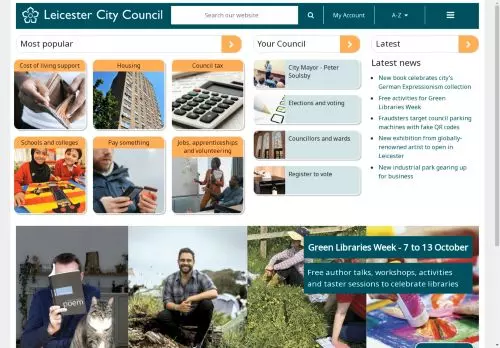 Leicester City Council
Search our website
My Account
A-Z
Most popular
Your Council
Latest
Cost of living support
Housing
Council tax
Schools and colleges
Pay something
Jobs, apprenticeships
and volunteering
City Mayor - Peter
Soulsby
Elections and voting
Councillors and wards
Register to vote
Latest news
New book celebrates city's
German Expressionism collection
Free activities for Green
Libraries Week
Fraudsters target council parking
machines with fake QR codes
New exhibition from globally-
renowned artist to open in
Leicester
New industrial park gearing up
for business
Green Libraries Week - 7 to 13 October
Free author talks, workshops, activities
and taster sessions to celebrate libraries
poem